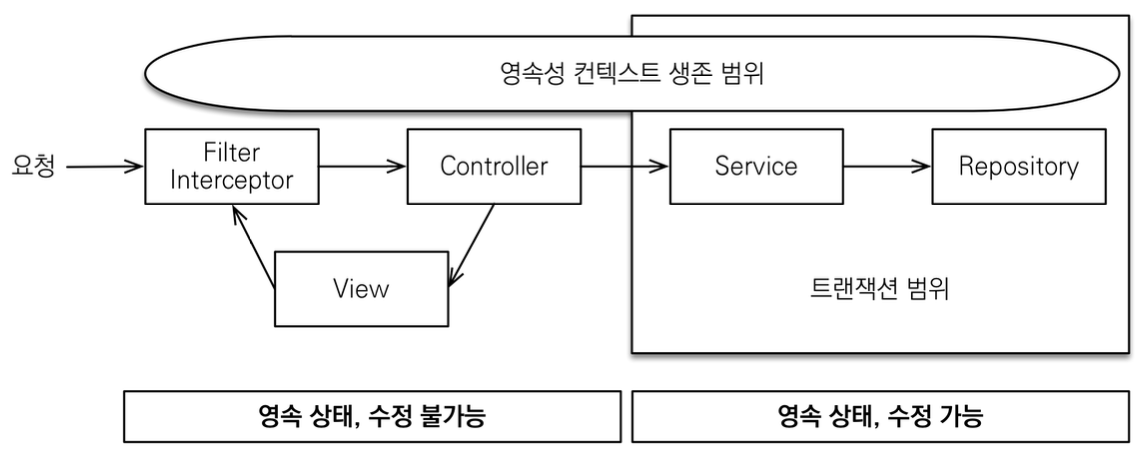 영속성 컨텍스트 생존 범위
요청
Filter
Interceptor
Controller
Service
Repository
View
트랜잭션 범위
영속 상태, 수정 불가능
영속 상태, 수정 가능